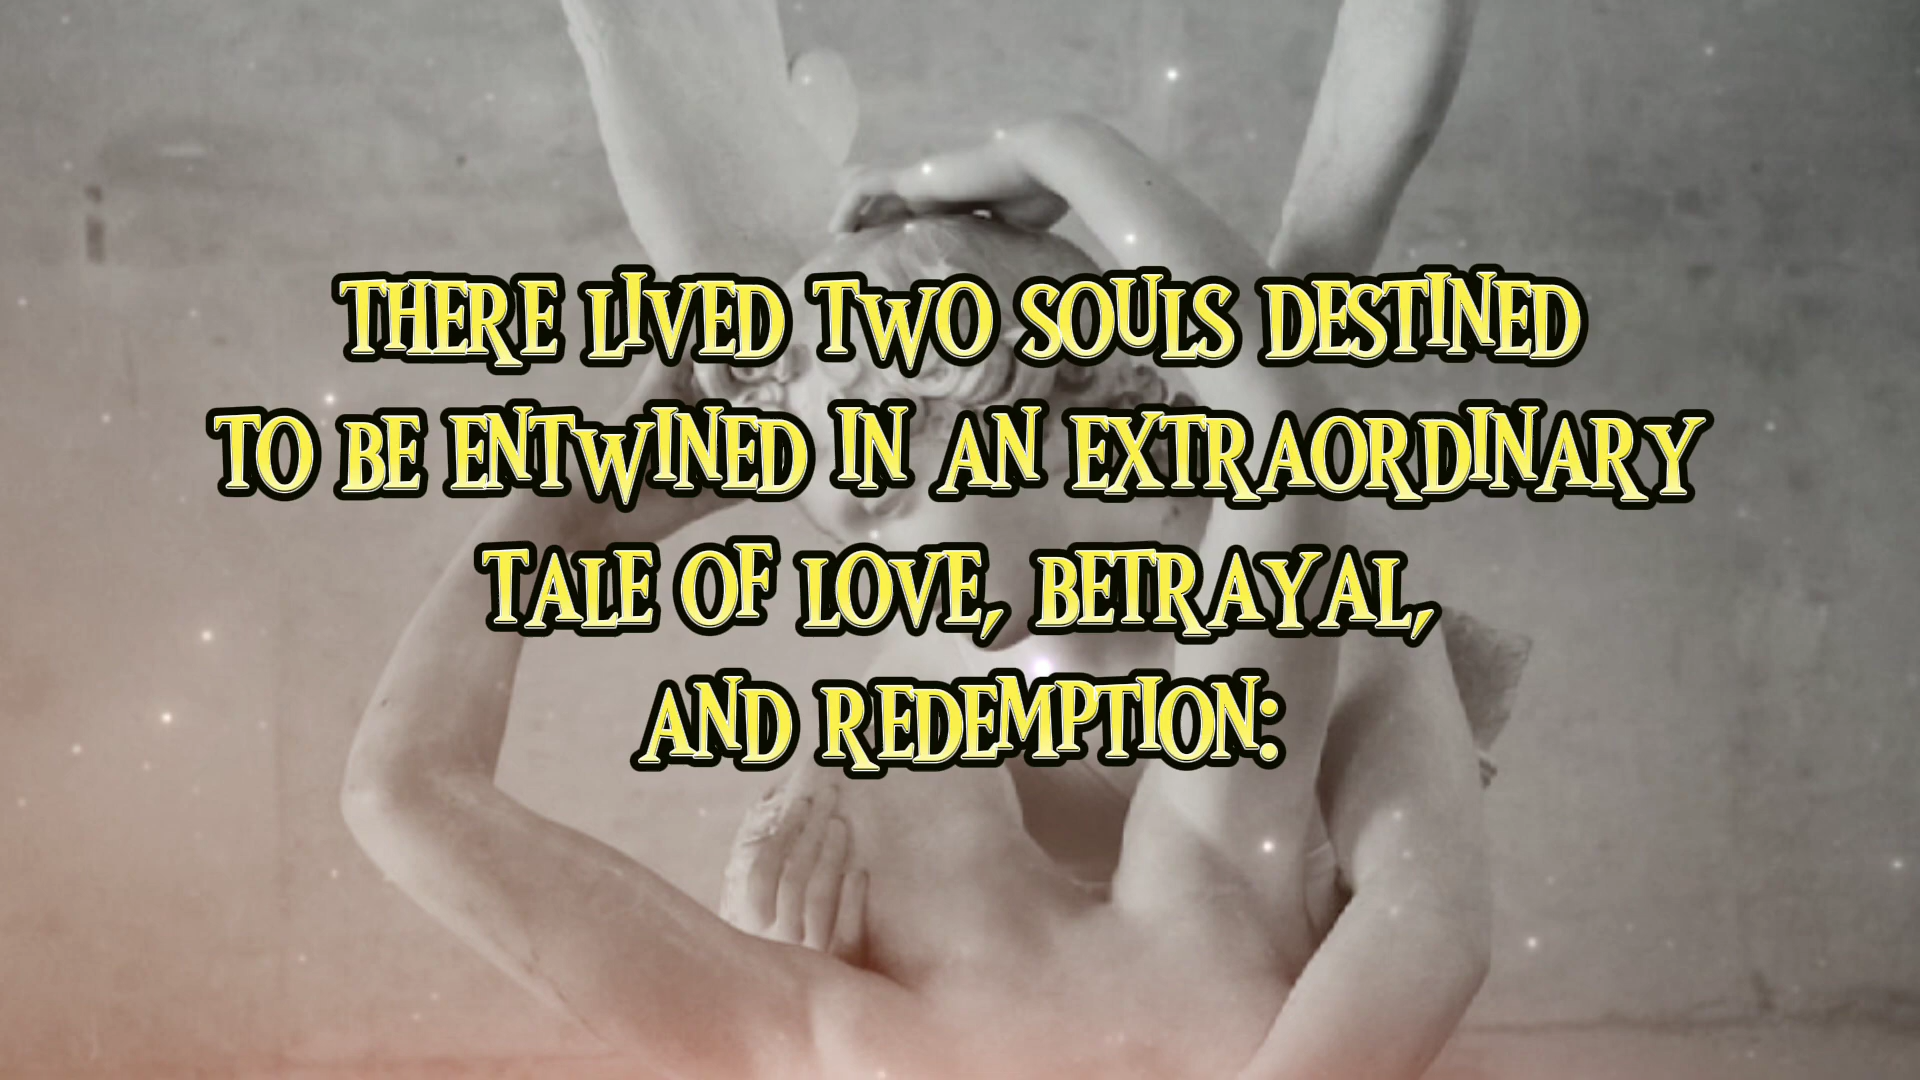 THERE LIVED TWO SOULS DESTINED
TO BE ENTWINED IN AN EXTRAORDINARY
TALE OF LOVE, BETRAYAL,
AND REDEMPTION: